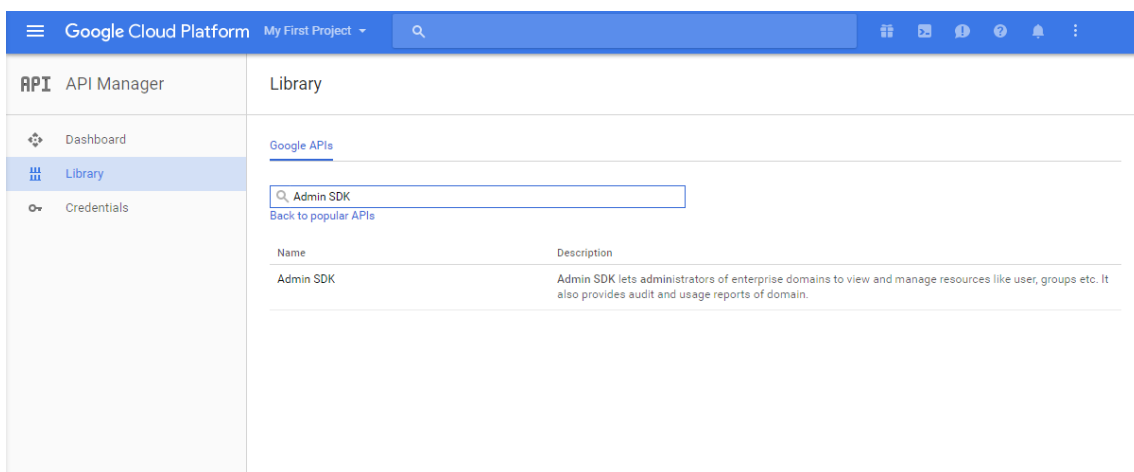 Google Cloud Platform My First Project
API API Manager
Library
Dashboard
Library
Credentials
Google APIs
Admin SDK
Back to popular APIs
Name Description
Admin SDK Admin SDK lets administrators of enterprise domains to view and manage resources like user, groups etc. It
also provides audit and usage reports of domain.